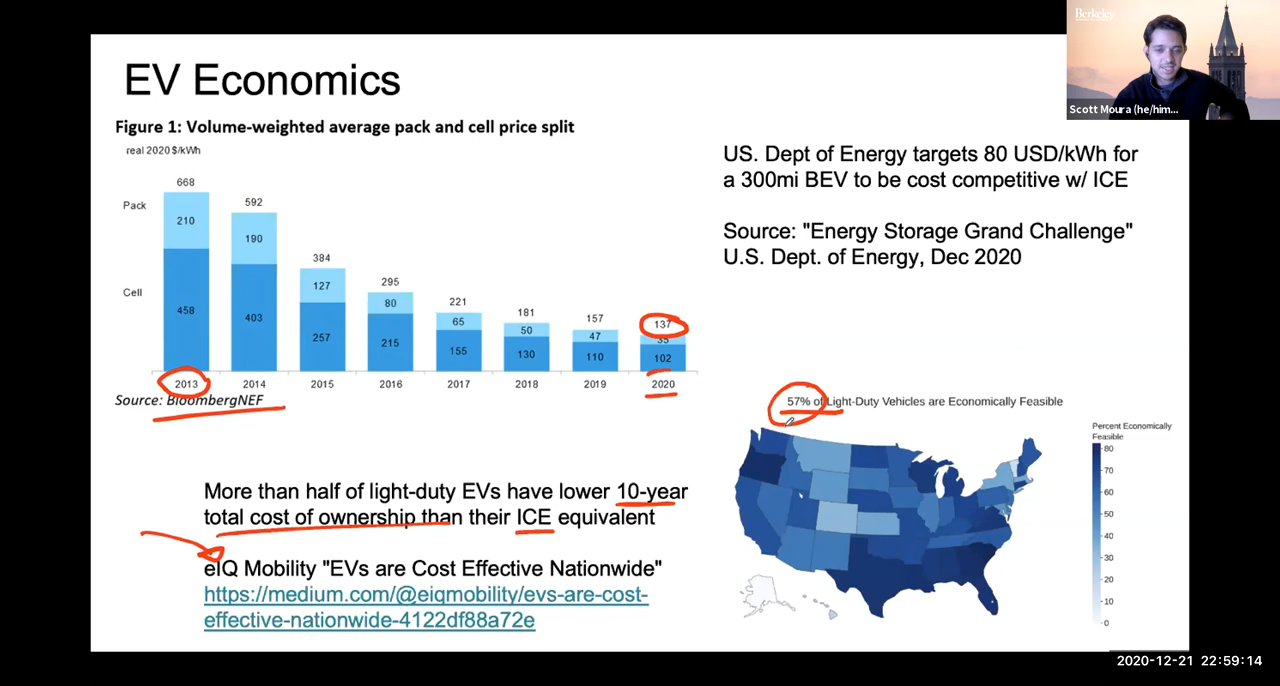 Berkeley
Scott Moura (he/him...
EV Economics
Figure 1: Volume-weighted average pack and cell price split
real 2020 $/kWh
Pack
Cell
668
210
458
592
190
403
384
127
257
295
80
215
221
65
155
181
50
130
157
47
110
137
35
102
2013 2014 2015 2016 2017 2018 2019 2020
Source: BloombergNEF
US. Dept of Energy targets 80 USD/kWh for
a 300mi BEV to be cost competitive w/ ICE
Source: "Energy Storage Grand Challenge"
U.S. Dept. of Energy, Dec 2020
More than half of light-duty EVs have lower 10-year
total cost of ownership than their ICE equivalent
eIQ Mobility "EVs are Cost Effective Nationwide"
https://medium.com/@eiqmobility/evs-are-cost-
effective-nationwide-4122df88a72e
57% of Light-Duty Vehicles are Economically Feasible
Percent Economically
Feasible
80
70
60
50
40
30
20
10
0
2020-12-21 22:59:14